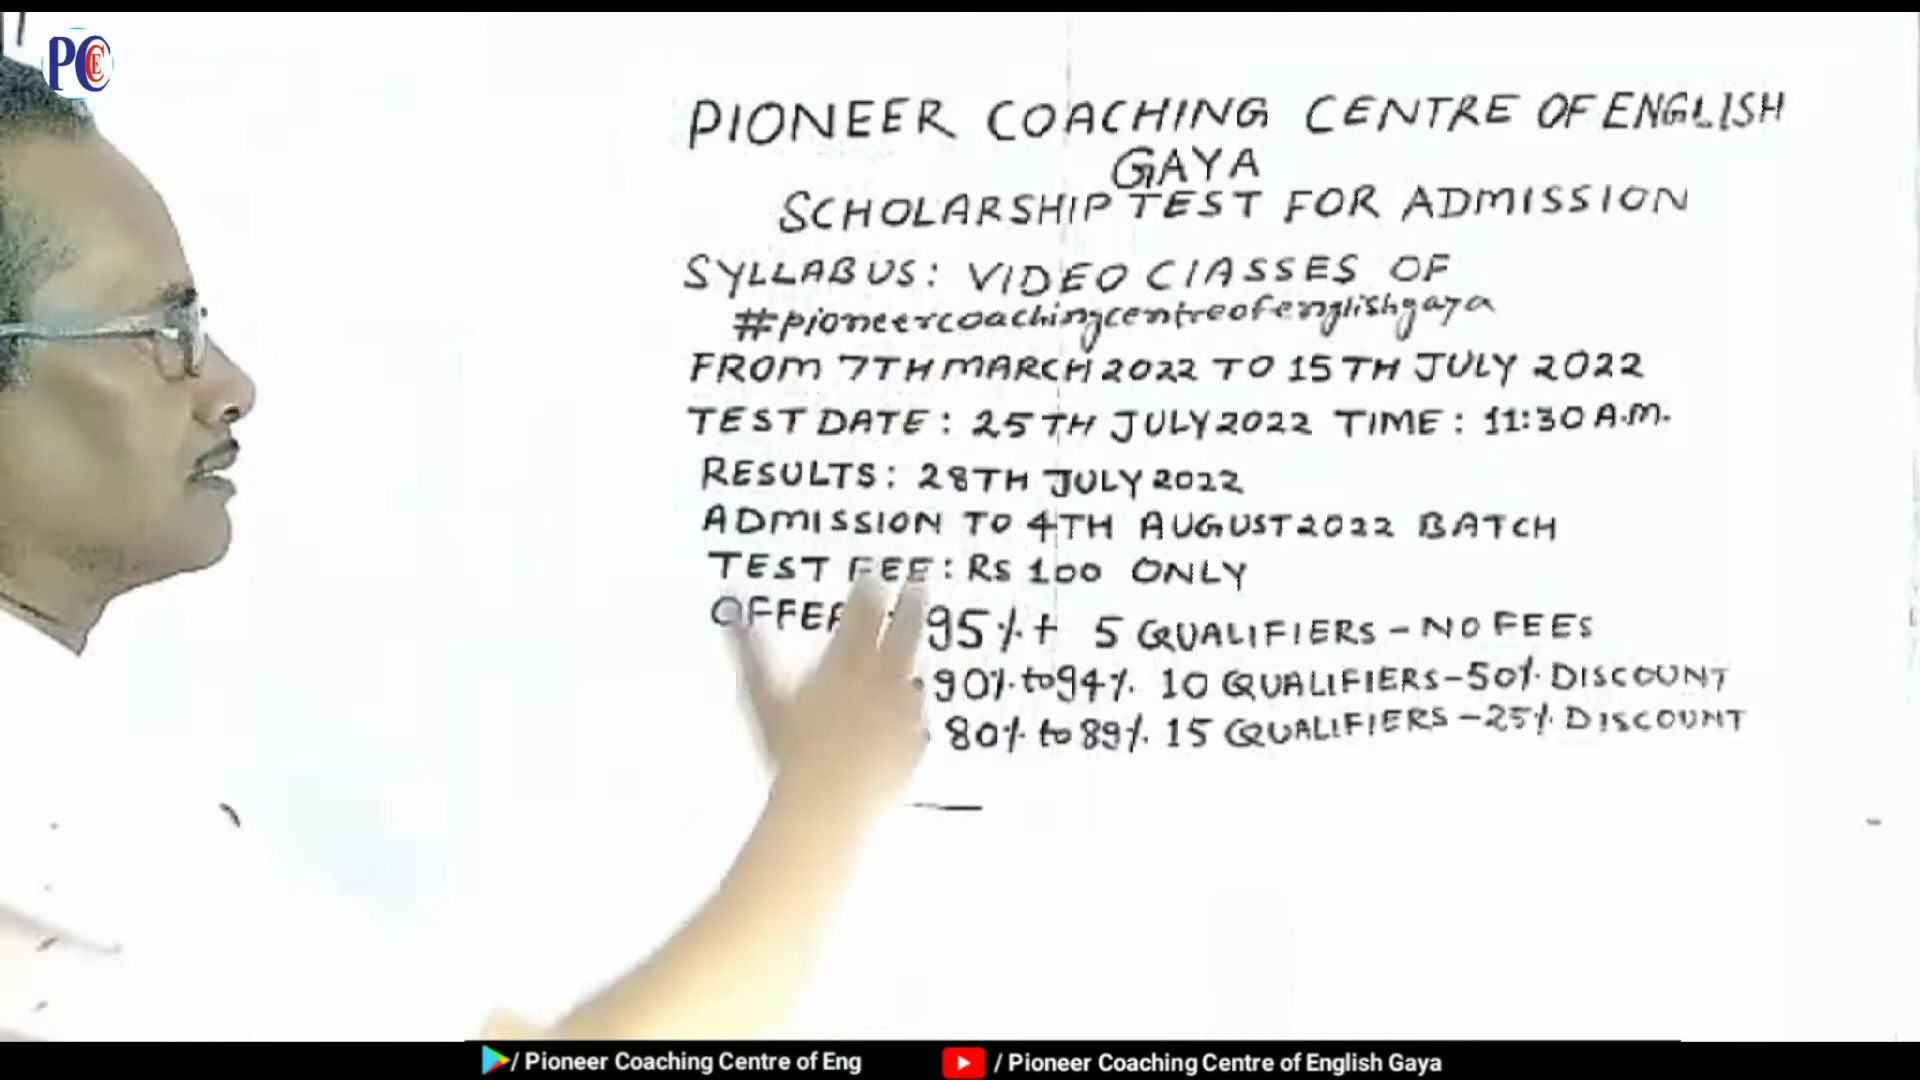 PCCE
PIONEER COACHING CENTRE OF ENGLISH
GAYA
SCHOLARSHIP TEST FOR ADMISSION
SYLLABUS: VIDEO ClASSES OF
#pioneercoachingcentreofenglishgaya
FROM 7TH MARCH 2022 TO 15TH JULY 2022
TEST DATE: 25TH JULY 2022 TIME: 11:30 A.M.
RESULTS: 28TH JULY 2022
ADMISSION TO 4TH AUGUST 2022 BATCH
TEST FEE: Rs 100 ONLY
OFFER: 95%+ 5 QUALIFIERS - NO FEES
90% to 94% 10 QUALIFIERS - 50% DISCOUNT
80% to 89% 15 QUALIFIERS - 25% DISCOUNT
/ Pioneer Coaching Centre of Eng / Pioneer Coaching Centre of English Gaya